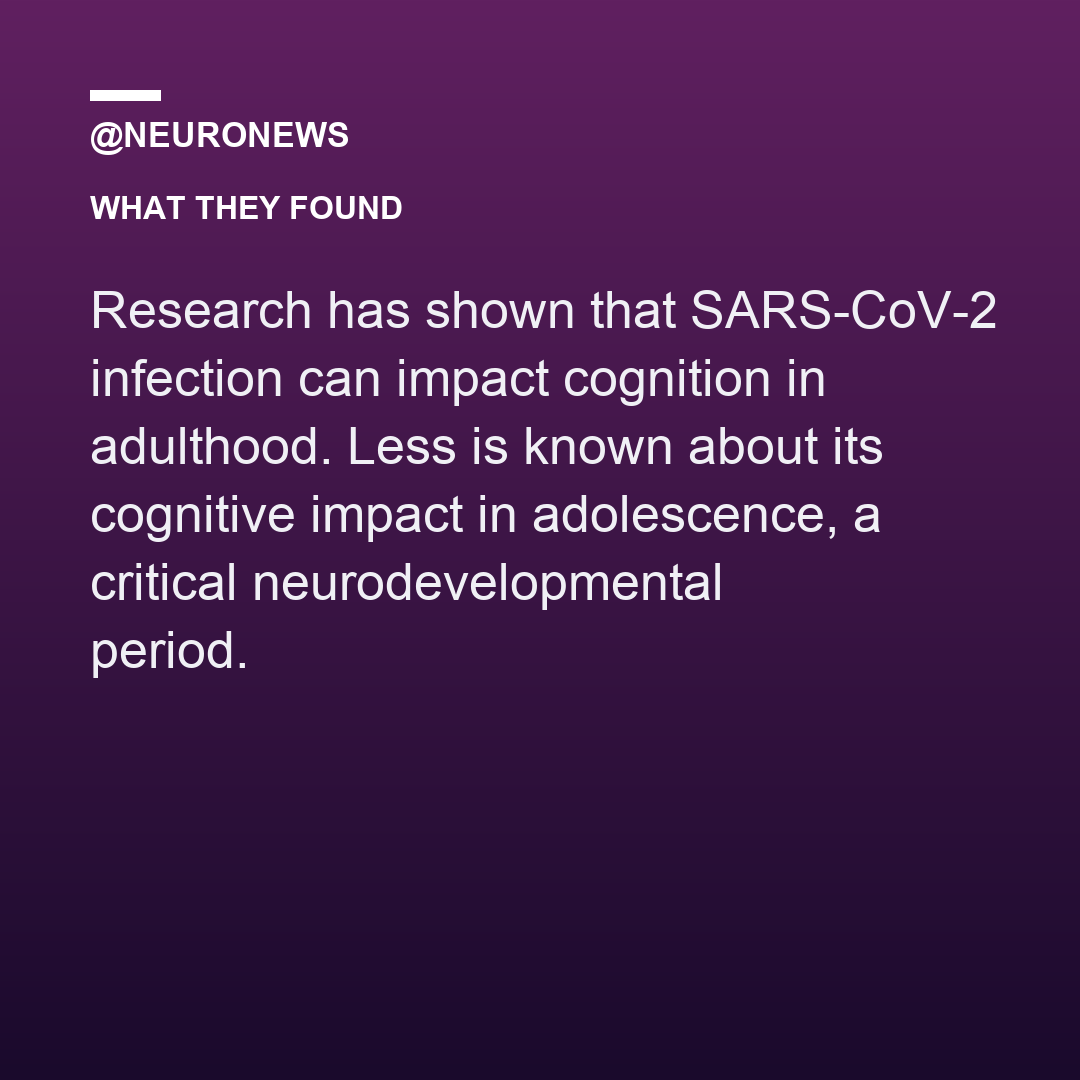 @NEURONEWS
WHAT THEY FOUND
Research has shown that SARS-CoV-2
infection can impact cognition in
adulthood. Less is known about its
cognitive impact in adolescence, a
critical neurodevelopmental
period.